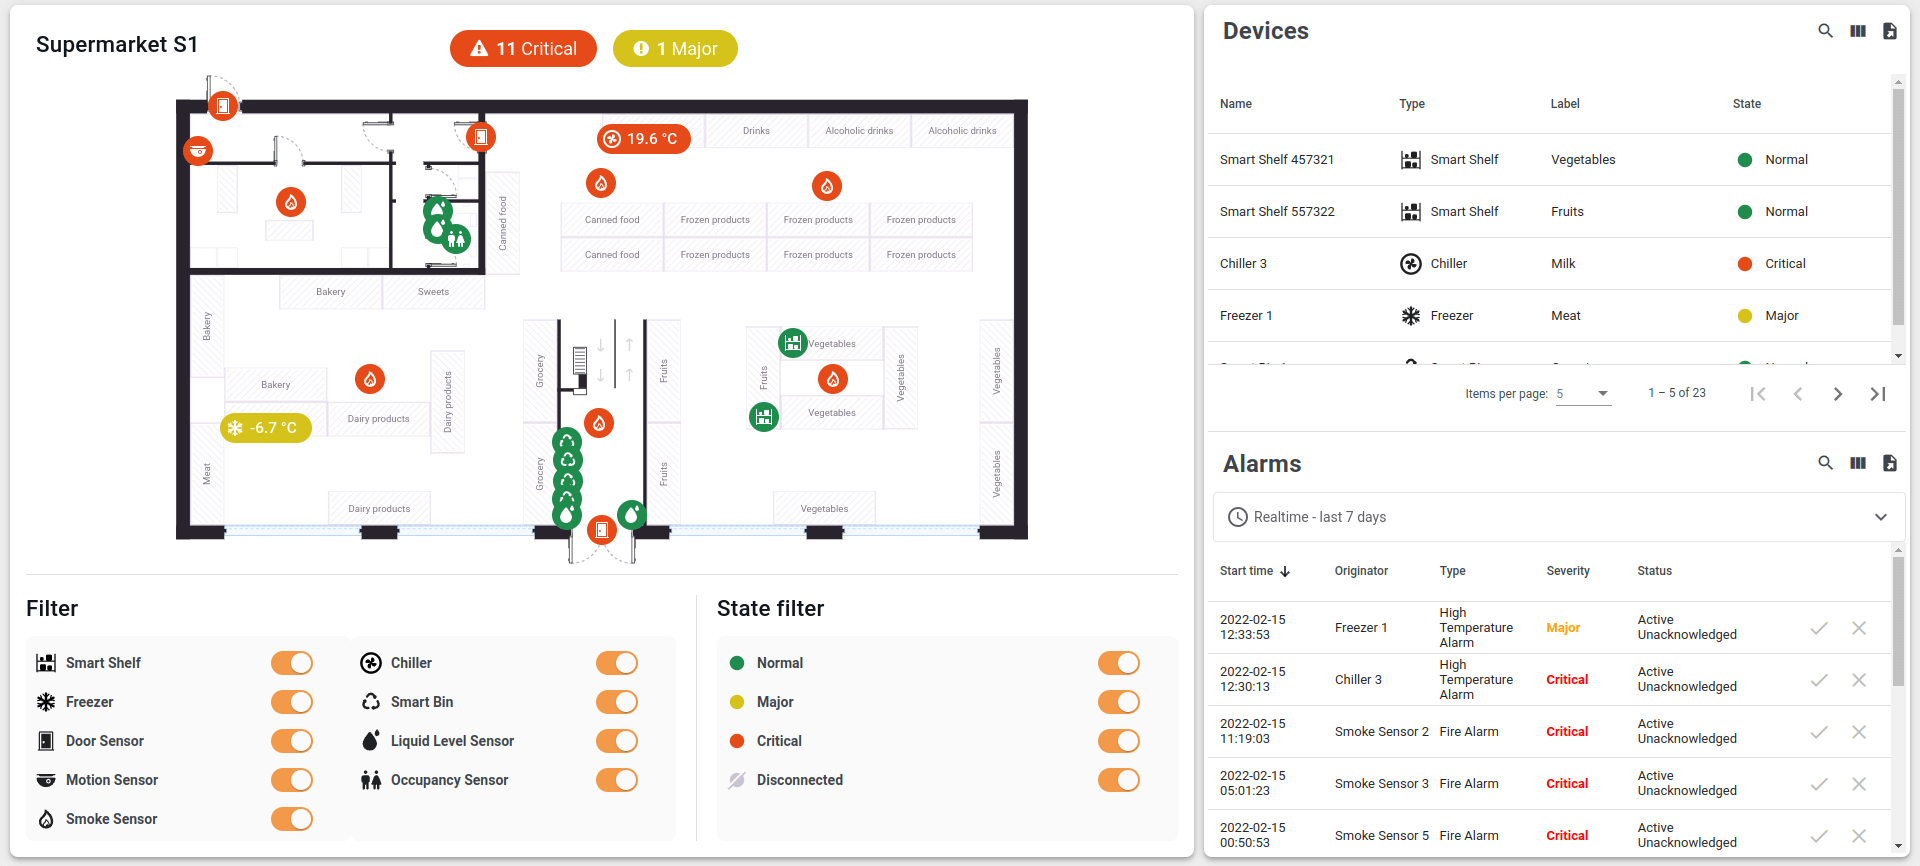 Supermarket S1
11 Critical
1 Major
19.6 °C
Drinks
Alcoholic drinks
Alcoholic drinks
Canned food
Canned food
Frozen products
Frozen products
Frozen products
Canned food
Frozen products
Frozen products
Frozen products
Bakery
Sweets
Bakery
Bakery
Dairy products
Dairy products
-6.7 °C
Meat
Dairy products
Grocery
Grocery
Fruits
Fruits
Fruits
Vegetables
Vegetables
Vegetables
Vegetables
Vegetables
Vegetables
Filter
Smart Shelf
Chiller
Freezer
Smart Bin
Door Sensor
Liquid Level Sensor
Motion Sensor
Occupancy Sensor
Smoke Sensor
State filter
Normal
Major
Critical
Disconnected
Devices
Name Type Label State
Smart Shelf 457321 Smart Shelf Vegetables Normal
Smart Shelf 557322 Smart Shelf Fruits Normal
Chiller 3 Chiller Milk Critical
Freezer 1 Freezer Meat Major
Items per page: 5 1 – 5 of 23
Alarms
Realtime - last 7 days
Start time Originator Type Severity Status
2022-02-15
12:33:53
Freezer 1
High
Temperature
Alarm
Major
Active
Unacknowledged
2022-02-15
12:30:13
Chiller 3
High
Temperature
Alarm
Critical
Active
Unacknowledged
2022-02-15
11:19:03
Smoke Sensor 2
Fire Alarm
Critical
Active
Unacknowledged
2022-02-15
05:01:23
Smoke Sensor 3
Fire Alarm
Critical
Active
Unacknowledged
2022-02-15
00:50:53
Smoke Sensor 5
Fire Alarm
Critical
Active
Unacknowledged